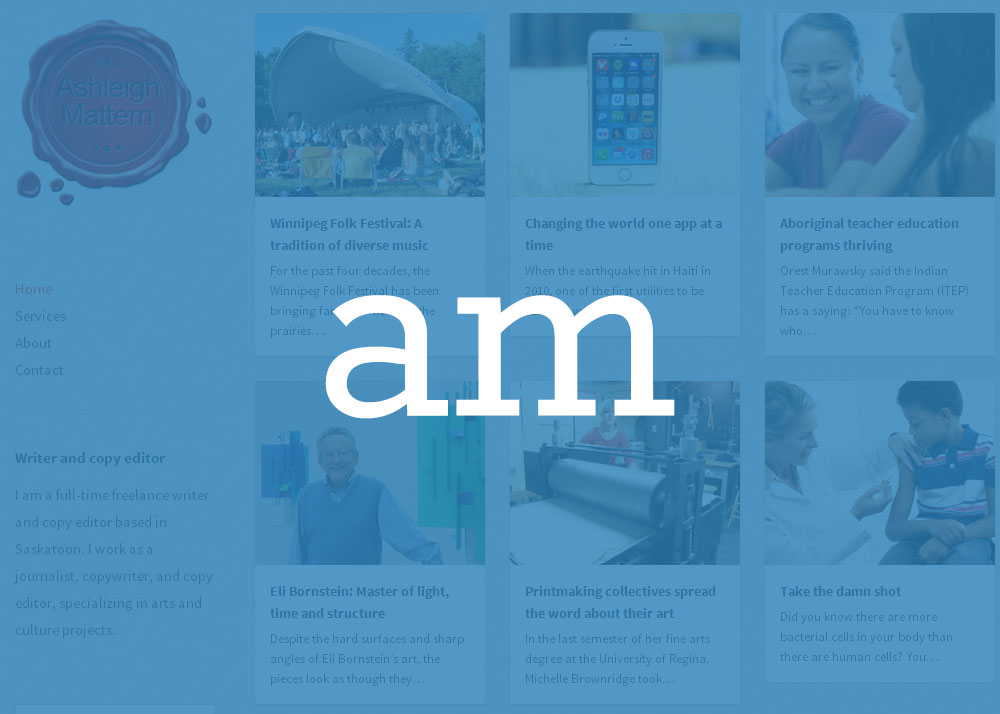 Ashleigh
Mattern
Home
Services
About
Contact
Writer and copy editor
I am a full-time freelance writer
and copy editor based in
Saskatoon. I work as a
journalist, copywriter, and copy
editor, specializing in arts and
culture projects.
Winnipeg Folk Festival: A
tradition of diverse music
For the past four decades, the
Winnipeg Folk Festival has been
bringing
prairies….
Changing the world one app at a
time
When the earthquake hit in Haiti in
2010, one of the first utilities to be
Aboriginal teacher education
programs thriving
Orest Murawsky said the Indian
Teacher Education Program (ITEP)
has a saying: "You have to know
who…
am
Eli Bornstein: Master of light,
time and structure
Despite the hard surfaces and sharp
angles of Eli Bornstein's art, the
pieces look as though they…
Printmaking collectives spread
the word about their art
In the last semester of her fine arts
degree at the University of Regina,
Michelle Brownridge took…
Take the damn shot
Did you know there are more
bacterial cells in your body than
there are human cells? You…